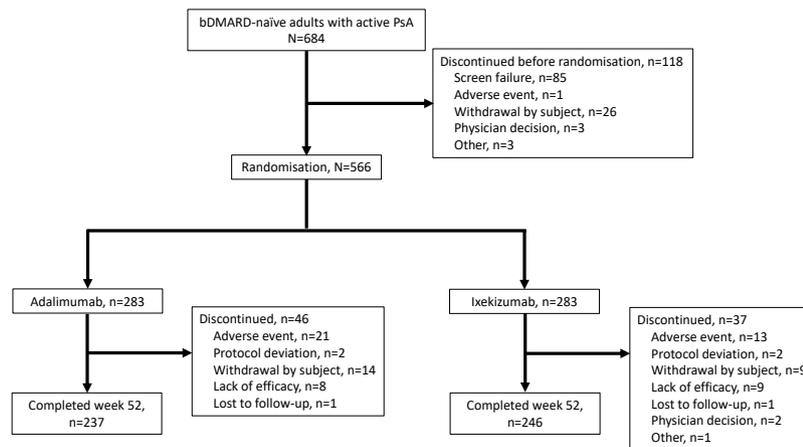 bDMARD-naïve adults with active PsA
N=684
Discontinued before randomisation, n=118
Screen failure, n=85
Adverse event, n=1
Withdrawal by subject, n=26
Physician decision, n=3
Other, n=3
Randomisation, N=566
Adalimumab, n=283
Discontinued, n=46
Adverse event, n=21
Protocol deviation, n=2
Withdrawal by subject, n=14
Lack of efficacy, n=8
Lost to follow-up, n=1
Completed week 52,
n=237
Ixekizumab, n=283
Discontinued, n=37
Adverse event, n=13
Protocol deviation, n=2
Withdrawal by subject, n=9
Lack of efficacy, n=9
Lost to follow-up, n=1
Physician decision, n=2
Other, n=1
Completed week 52,
n=246